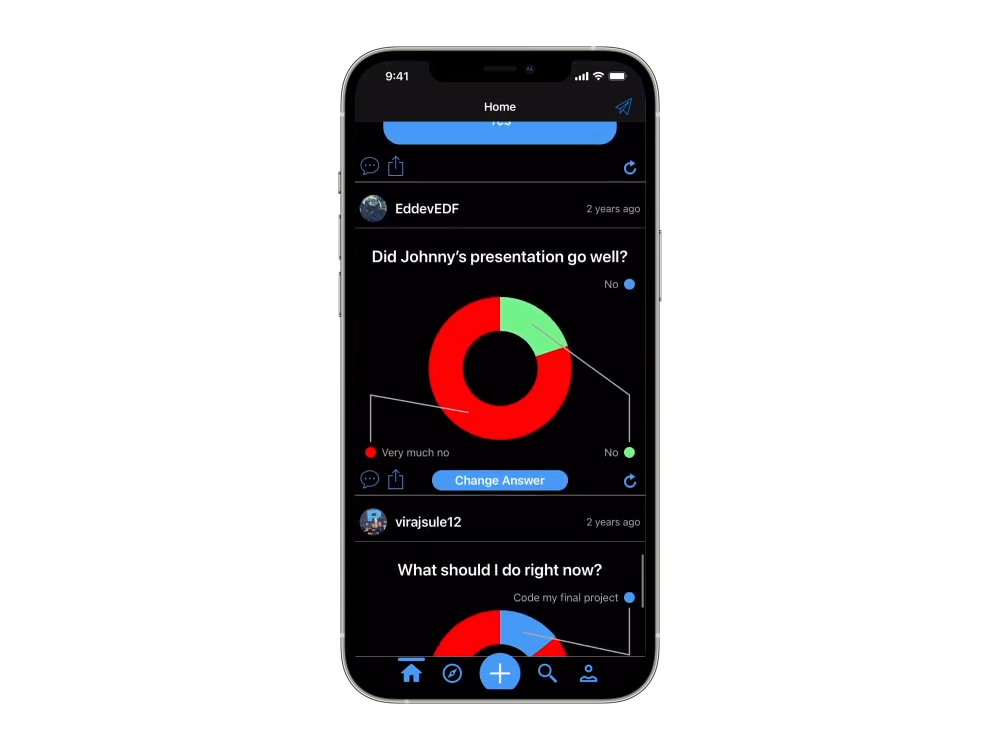 9:41
Home
Yes
EddevEDF
2 years ago
Did Johnny's presentation go well?
No
Very much no
No
Change Answer
virajsule12
2 years ago
What should I do right now?
Code my final project